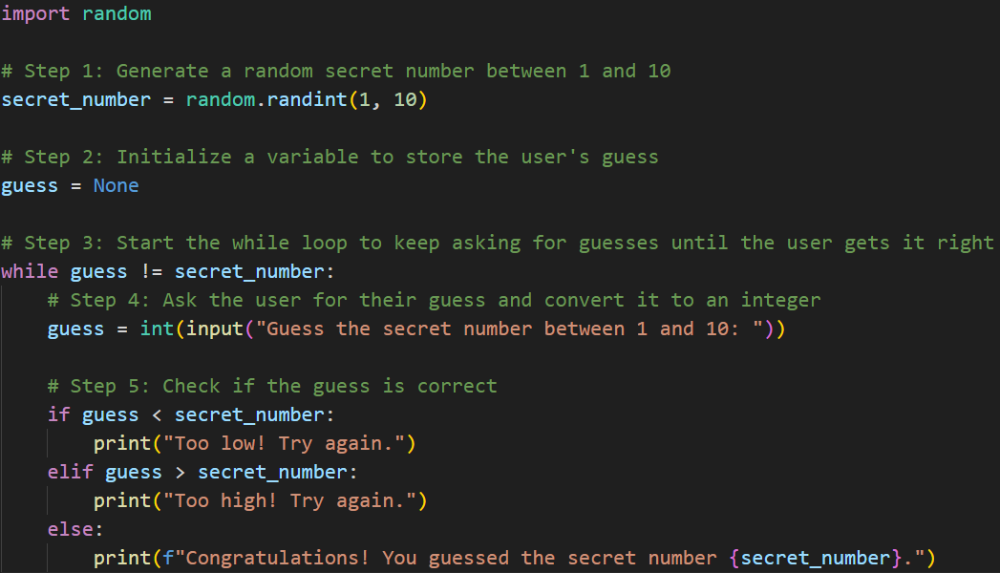 import random
# Step 1: Generate a random secret number between 1 and 10
secret_number = random.randint(1, 10)
# Step 2: Initialize a variable to store the user's guess
guess = None
# Step 3: Start the while loop to keep asking for guesses until the user gets it right
while guess != secret_number:
    # Step 4: Ask the user for their guess and convert it to an integer
    guess = int(input("Guess the secret number between 1 and 10: "))
    # Step 5: Check if the guess is correct
    if guess < secret_number:
        print("Too low! Try again.")
    elif guess > secret_number:
        print("Too high! Try again.")
    else:
        print(f"Congratulations! You guessed the secret number {secret_number}.")